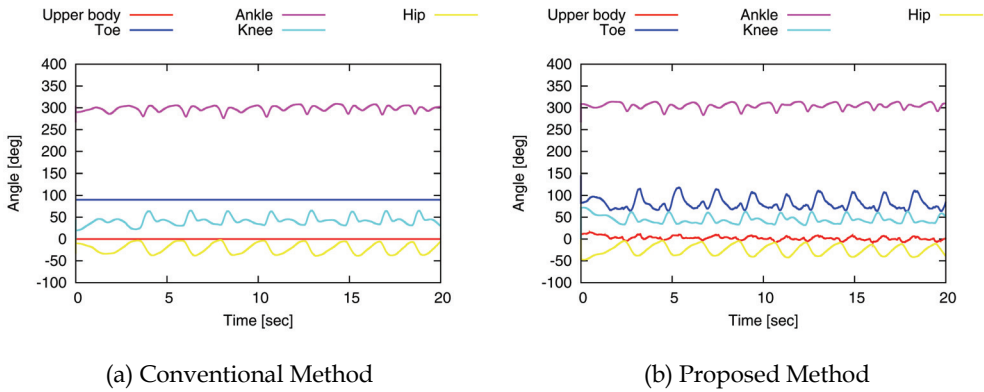 Upper body
Toe
Ankle
Knee
Hip
400
350
300
250
200
150
100
50
0
-50
-100
Angle [deg]
0 5 10 15 20
Time [sec]
(a) Conventional Method
Upper body
Toe
Ankle
Knee
Hip
400
350
300
250
200
150
100
50
0
-50
-100
Angle [deg]
0 5 10 15 20
Time [sec]
(b) Proposed Method